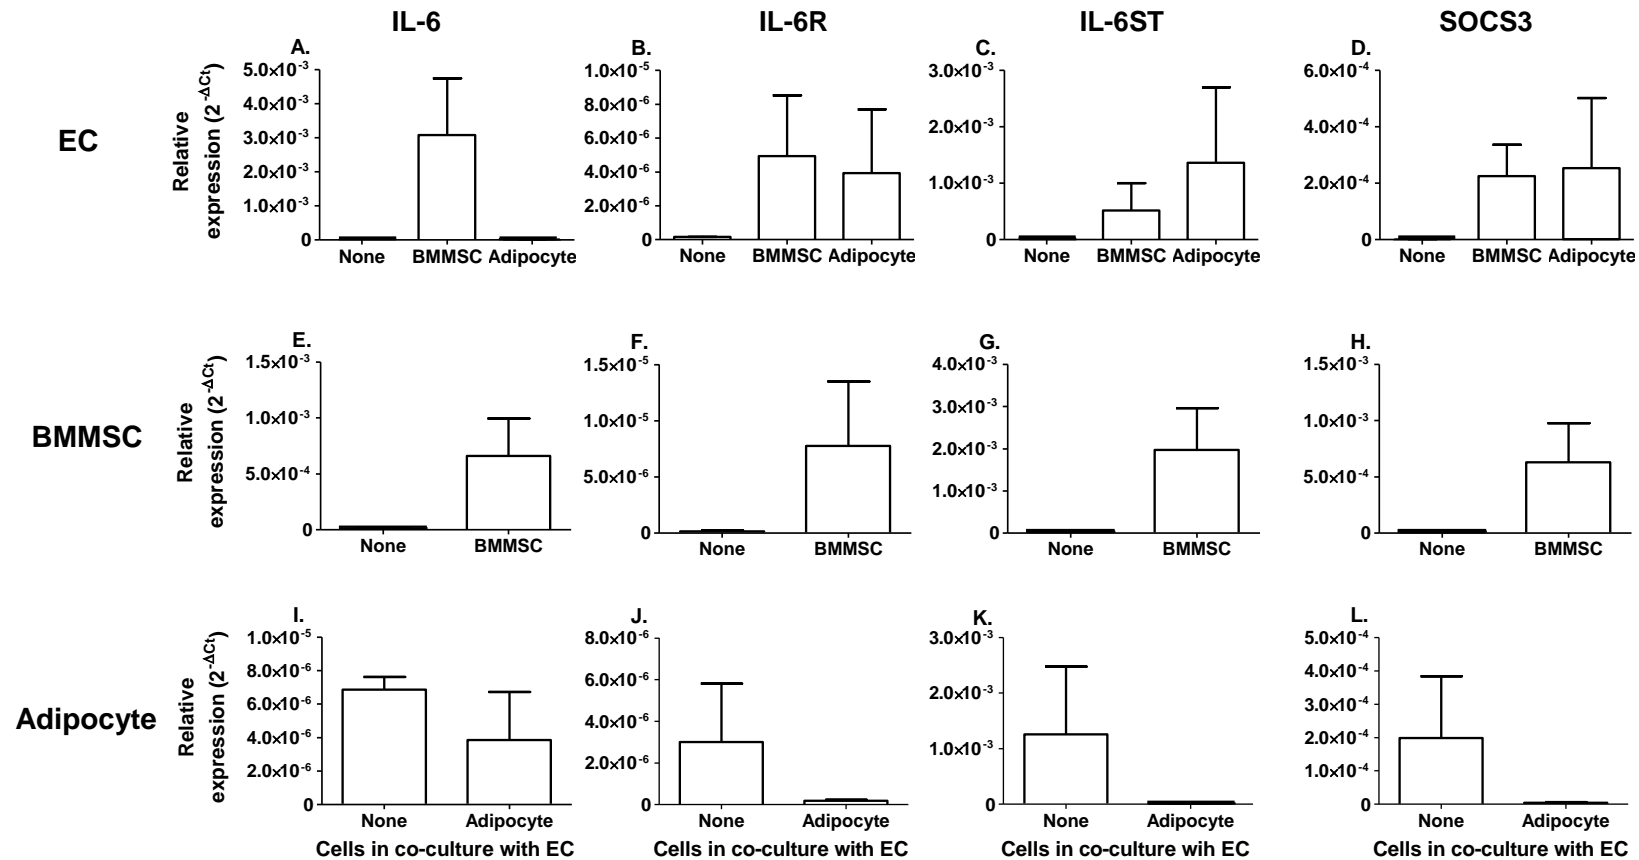 IL-6 IL-6R IL-6ST SOCS3
EC
A.
Relative
expression (2^-ΔCt)
5.0×10^-3
4.0×10^-3
3.0×10^-3
2.0×10^-3
1.0×10^-3
0
None BMMSC Adipocyte
B.
1.0×10^-5
8.0×10^-6
6.0×10^-6
4.0×10^-6
2.0×10^-6
0
None BMMSC Adipocyte
C.
3.0×10^-3
2.0×10^-3
1.0×10^-3
0
None BMMSC Adipocyte
D.
6.0×10^-4
4.0×10^-4
2.0×10^-4
0
None BMMSC Adipocyte
BMMSC
E.
Relative
expression (2^-ΔCt)
1.5×10^-3
1.0×10^-3
5.0×10^-4
0
None BMMSC
F.
1.5×10^-5
1.0×10^-5
5.0×10^-6
0
None BMMSC
G.
4.0×10^-3
3.0×10^-3
2.0×10^-3
1.0×10^-3
0
None BMMSC
H.
1.5×10^-3
1.0×10^-3
5.0×10^-4
0
None BMMSC
Adipocyte
I.
Relative
expression (2^-ΔCt)
1.0×10^-5
8.0×10^-6
6.0×10^-6
4.0×10^-6
2.0×10^-6
0
None Adipocyte
Cells in co-culture with EC
J.
8.0×10^-6
6.0×10^-6
4.0×10^-6
2.0×10^-6
0
None Adipocyte
Cells in co-culture with EC
K.
3.0×10^-3
2.0×10^-3
1.0×10^-3
0
None Adipocyte
Cells in co-culture with EC
L.
5.0×10^-4
4.0×10^-4
3.0×10^-4
2.0×10^-4
1.0×10^-4
0
None Adipocyte
Cells in co-culture with EC